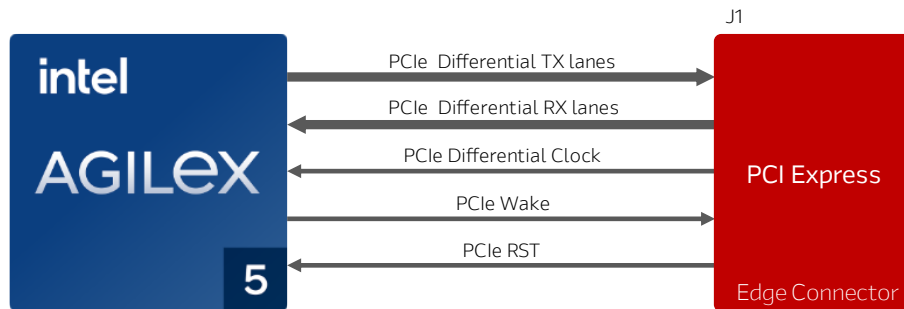 J1
intel
AGILEX
5
PCIe Differential TX lanes
PCIe Differential RX lanes
PCIe Differential Clock
PCIe Wake
PCIe RST
PCI Express
Edge Connector